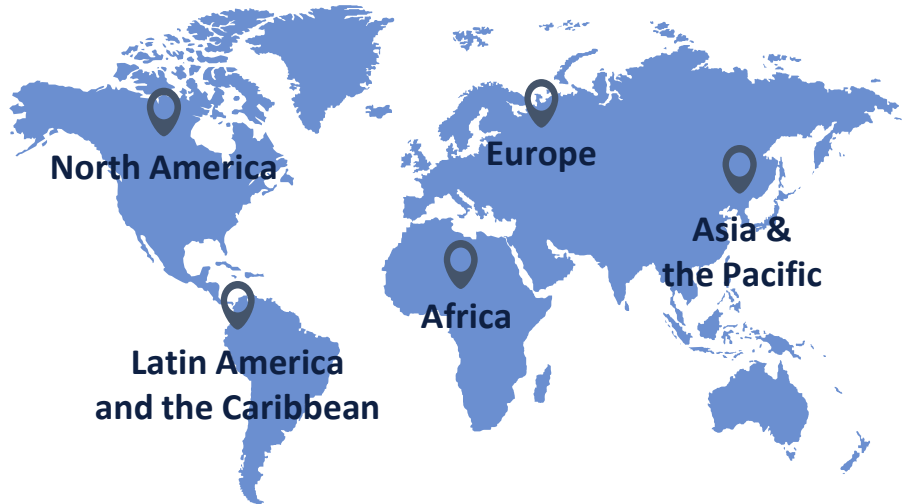 North America
Europe
Asia &
the Pacific
Africa
Latin America
and the Caribbean